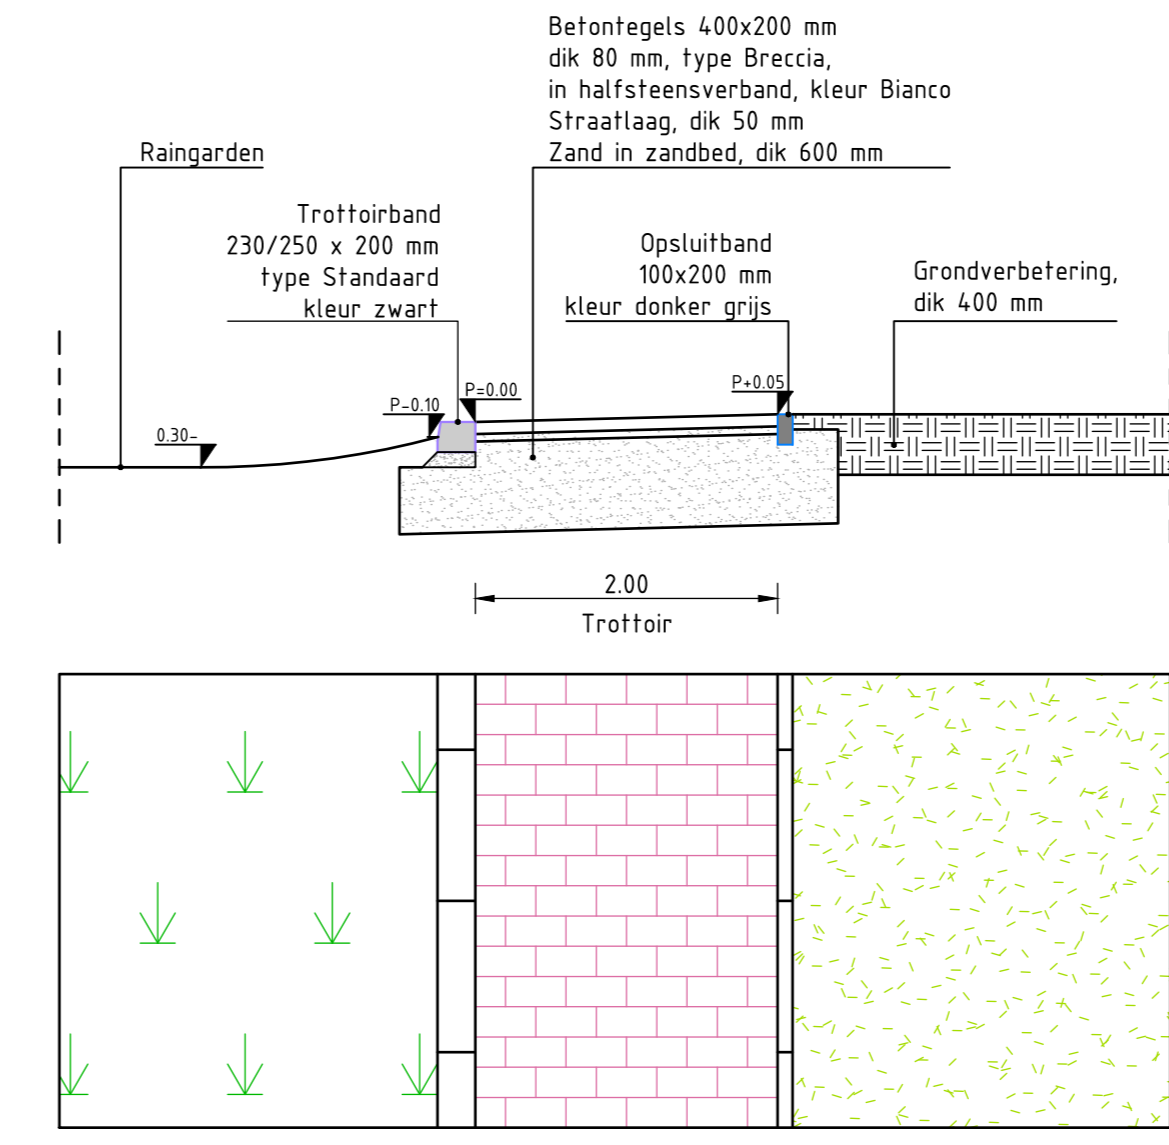 Betontegels 400x200 mm
dik 80 mm, type Breccia,
in halfsteensverband, kleur Bianco
Straatlaag, dik 50 mm
Zand in zandbed, dik 600 mm
Raingarden
Trottoirband
230/250 x 200 mm
type Standaard
kleur zwart
Opsluitband
100x200 mm
kleur donker grijs
Grondverbetering,
dik 400 mm
P=0.00
P+0.05
P-0.10
0.30-
2.00
Trottoir